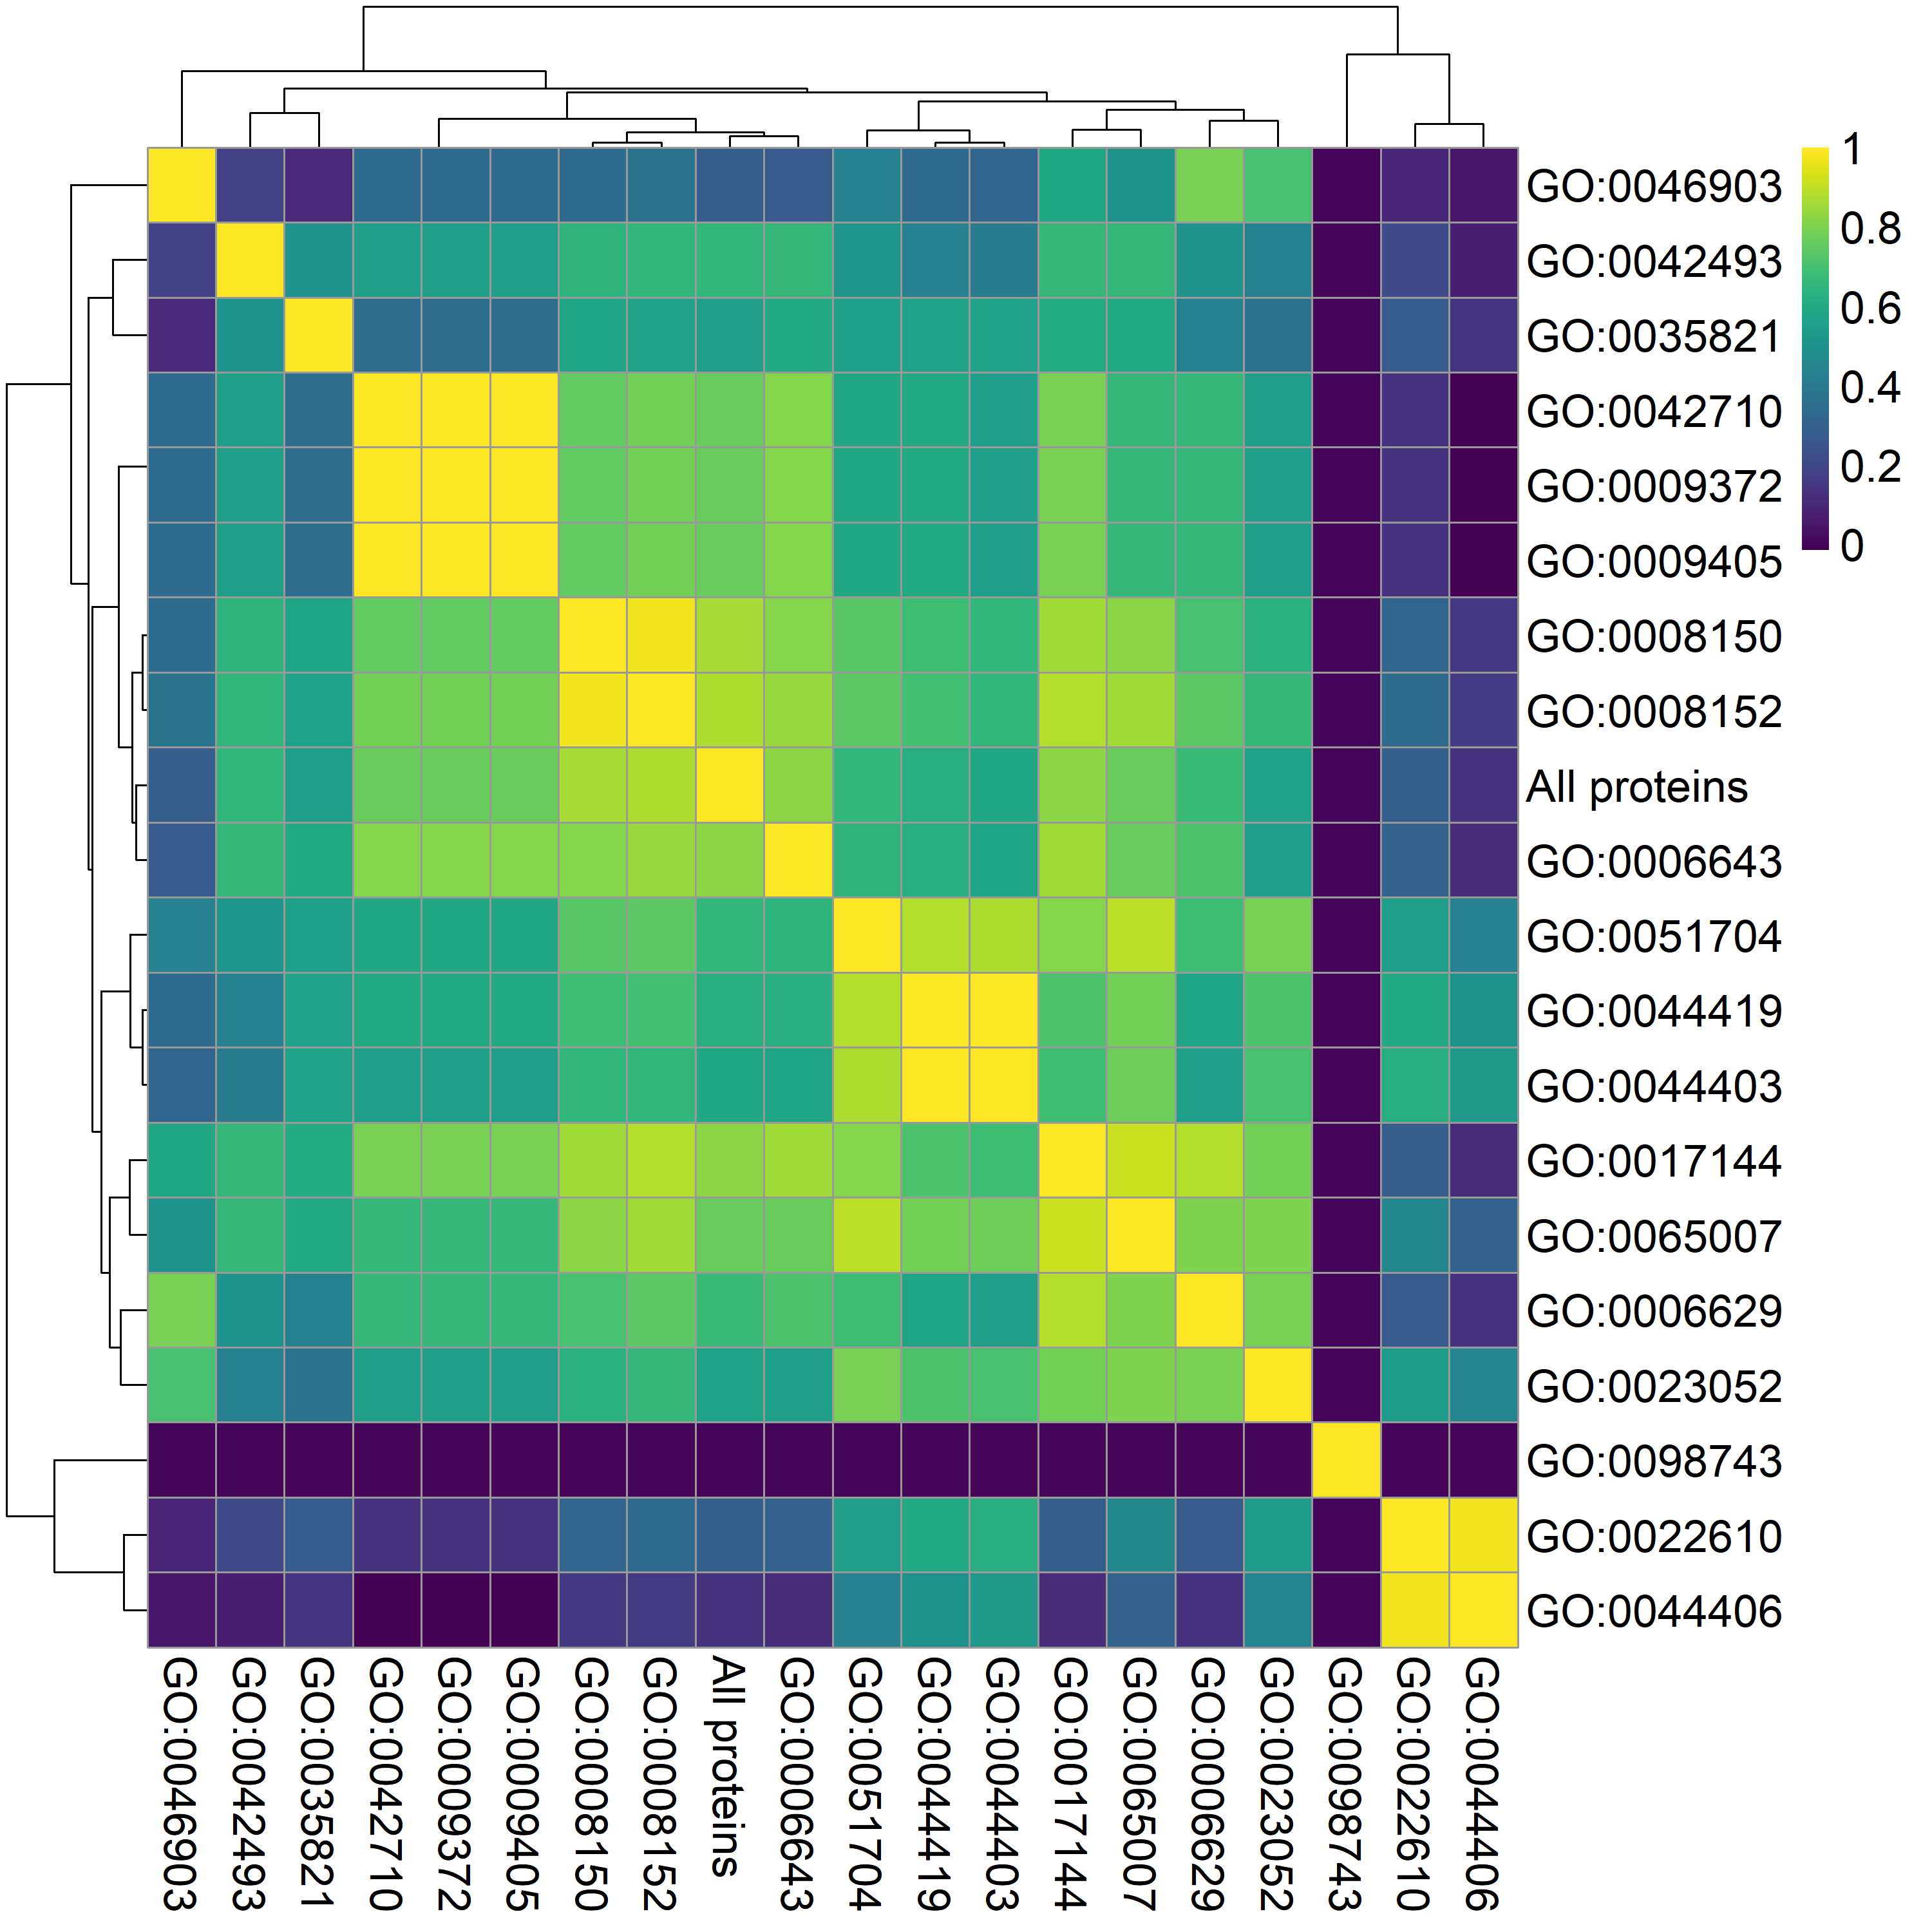 GO:0046903
GO:0042493
GO:0035821
GO:0042710
GO:0009372
GO:0009405
GO:0008150
GO:0008152
All proteins
GO:0006643
GO:0051704
GO:0044419
GO:0044403
GO:0017144
GO:0065007
GO:0006629
GO:0023052
GO:0098743
GO:0022610
GO:0044406
1
0.8
0.6
0.4
0.2
0
GO:0046903
GO:0042493
GO:0035821
GO:0042710
GO:0009372
GO:0009405
GO:0008150
GO:0008152
All proteins
GO:0006643
GO:0051704
GO:0044419
GO:0044403
GO:0017144
GO:0065007
GO:0006629
GO:0023052
GO:0098743
GO:0022610
GO:0044406